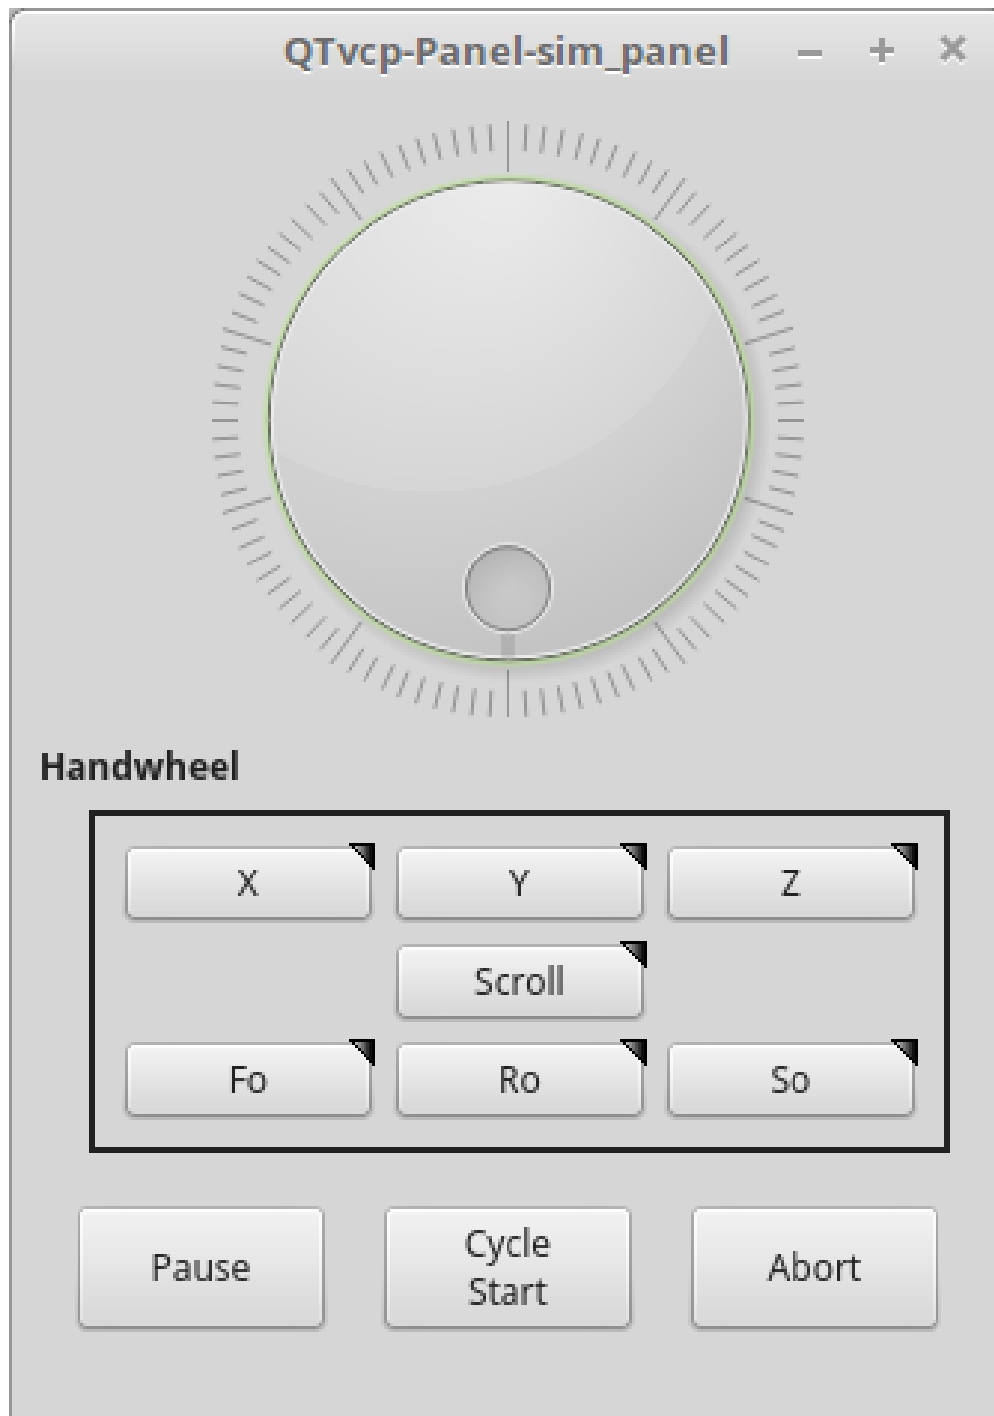 QTvcp-Panel-sim_panel
Handwheel
X
Y
Z
Scroll
Fo
Ro
So
Pause
Cycle
Start
Abort